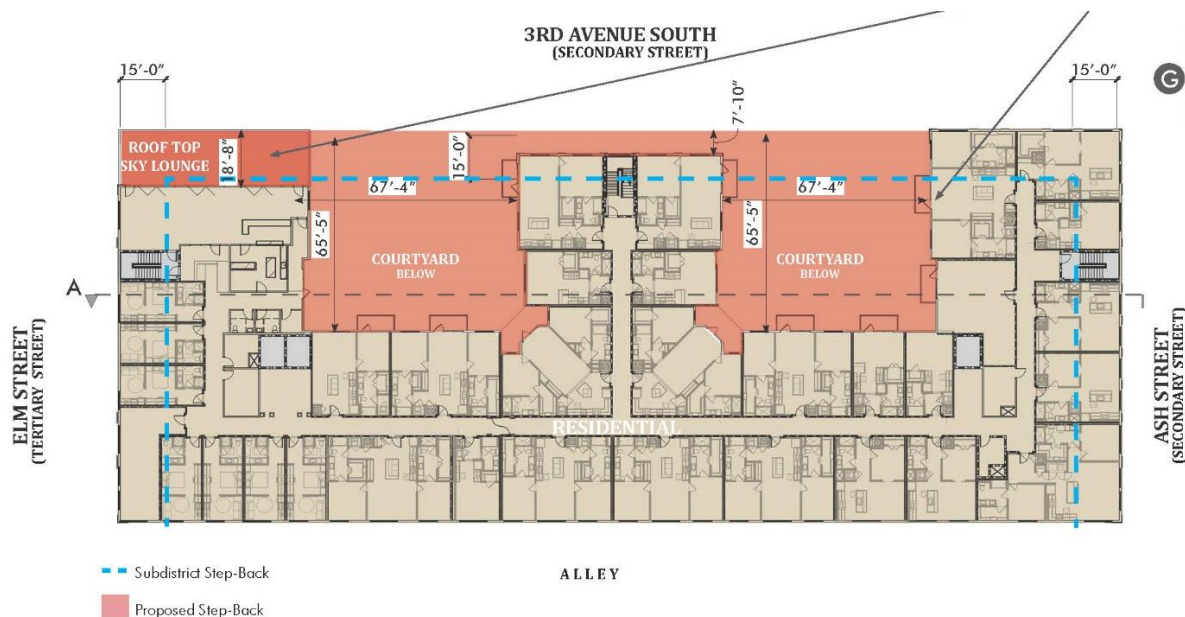 3RD AVENUE SOUTH
(SECONDARY STREET)
15’-0”
15’-0”
G
7’-10”
ROOF TOP
SKY LOUNGE
18’-8”
15’-0”
67’-4”
67’-4”
65’-5”
65’-5”
COURTYARD
BELOW
COURTYARD
BELOW
A
ELM STREET
(TERTIARY STREET)
ASH STREET
(SECONDARY STREET)
RESIDENTIAL
ALLEY
Subdistrict Step-Back
Proposed Step-Back